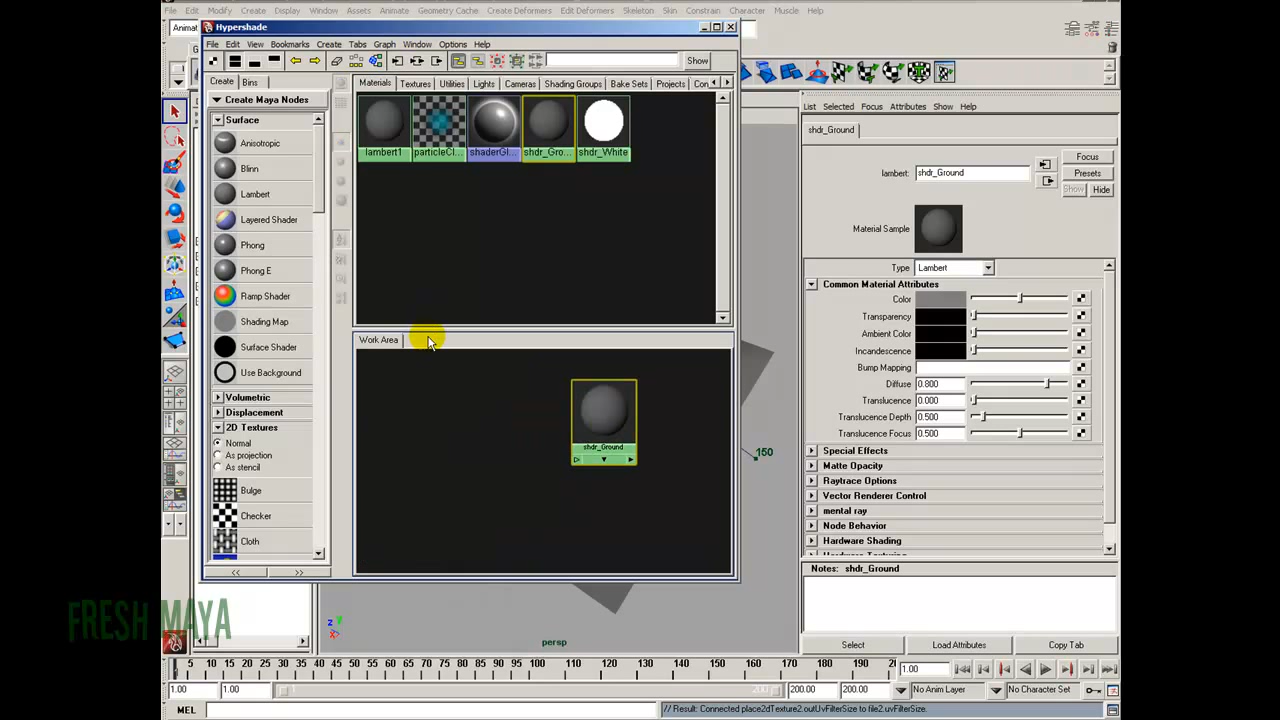 File Edit Modify Create Display Window Assets Animate Geometry Cache Create Deformers Edit Deformers Skeleton Skin Constrain Character Muscle Help
Hypershade
File Edit View Bookmarks Create Tabs Graph Window Options Help
Show
Create Bins
Materials Textures Utilities Lights Cameras Shading Groups Bake Sets Projects Con
Create Maya Nodes
Surface
Anisotropic
Blinn
Lambert
Layered Shader
Phong
Phong E
Ramp Shader
Shading Map
Surface Shader
Use Background
Volumetric
Displacement
2D Textures
Normal
As projection
As stencil
Bulge
Checker
Cloth
<< >>
lambert1 particleCl... shaderGl... shdr_Gro... shdr_White
Work Area
shdr_Ground
List Selected Focus Attributes Show Help
shdr_Ground
lambert: shdr_Ground
Focus
Presets
Show Hide
Material Sample
Type Lambert
Common Material Attributes
Color
Transparency
Ambient Color
Incandescence
Bump Mapping
Diffuse 0.800
Translucence 0.000
Translucence Depth 0.500
Translucence Focus 0.500
Special Effects
Matte Opacity
Raytrace Options
Vector Renderer Control
mental ray
Node Behavior
Hardware Shading
Hardware Texturing
Notes: shdr_Ground
Select Load Attributes Copy Tab
150
z y
x
persp
FRESH MAYA
5 10 15 20 25 30 35 40 45 50 55 60 65 70 75 80 85 90 95 100 110 120 130 140 150 160 170 180 190 2
1.00
1.00 1.00 200 200.00 200.00 No Anim Layer No Character Set
MEL // Result: Connected place2dTexture2.outUvFilterSize to file2.uvFilterSize.